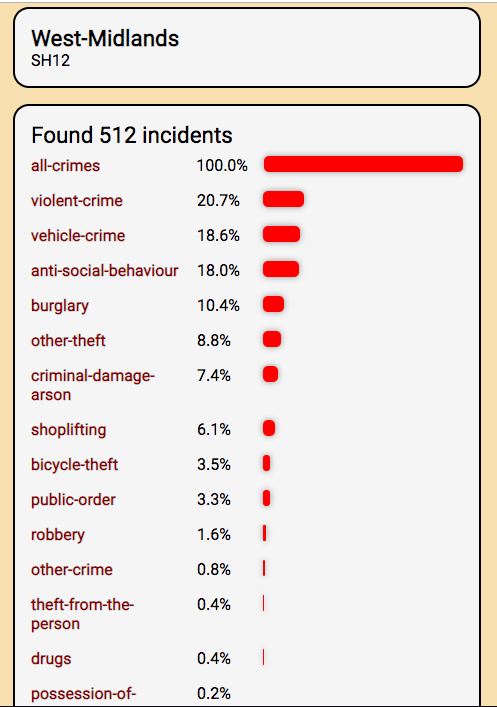 West-Midlands
SH12
Found 512 incidents
all-crimes 100.0%
violent-crime 20.7%
vehicle-crime 18.6%
anti-social-behaviour 18.0%
burglary 10.4%
other-theft 8.8%
criminal-damage- 7.4%
arson
shoplifting 6.1%
bicycle-theft 3.5%
public-order 3.3%
robbery 1.6%
other-crime 0.8%
theft-from-the- 0.4%
person
drugs 0.4%
possession-of- 0.2%